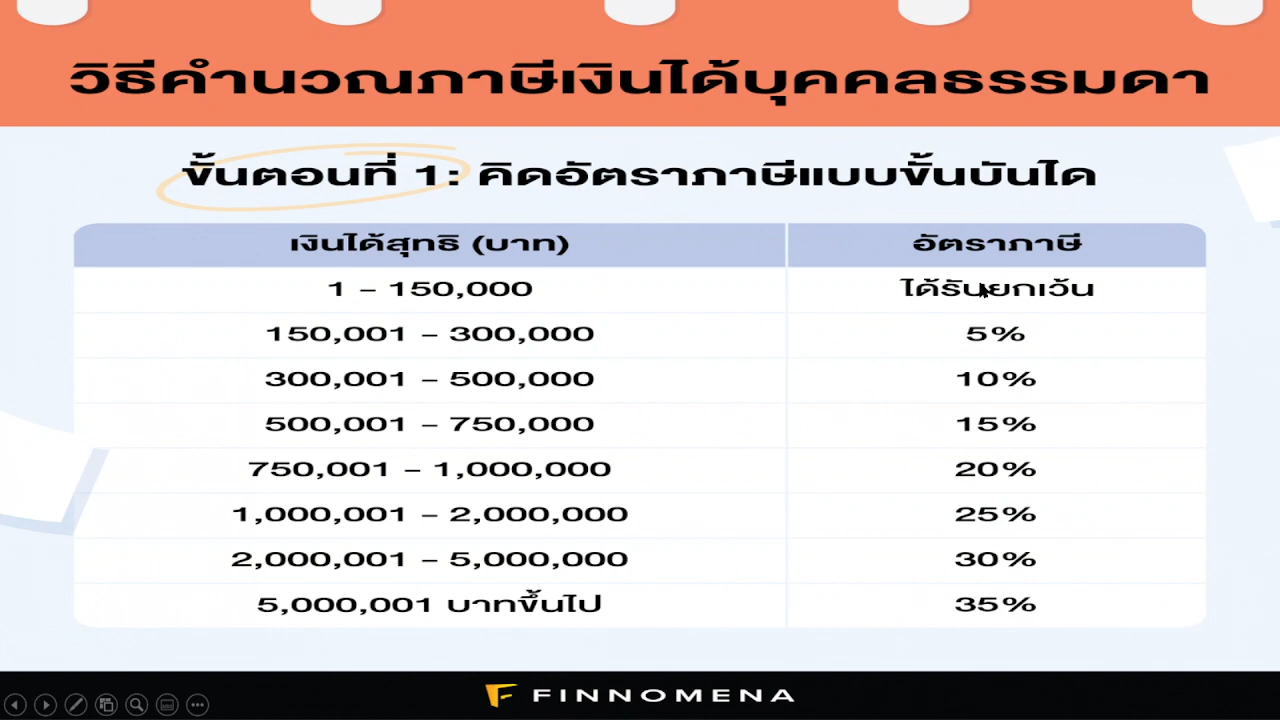 วิธีคำนวณภาษีเงินได้บุคคลธรรมดา
ขั้นตอนที่ 1: คิดอัตราภาษีแบบขั้นบันได
เงินได้สุทธิ (บาท) อัตราภาษี
1 – 150,000 ได้รับยกเว้น
150,001 – 300,000 5%
300,001 – 500,000 10%
500,001 – 750,000 15%
750,001 – 1,000,000 20%
1,000,001 – 2,000,000 25%
2,000,001 – 5,000,000 30%
5,000,001 บาทขึ้นไป 35%
FINNOMENA